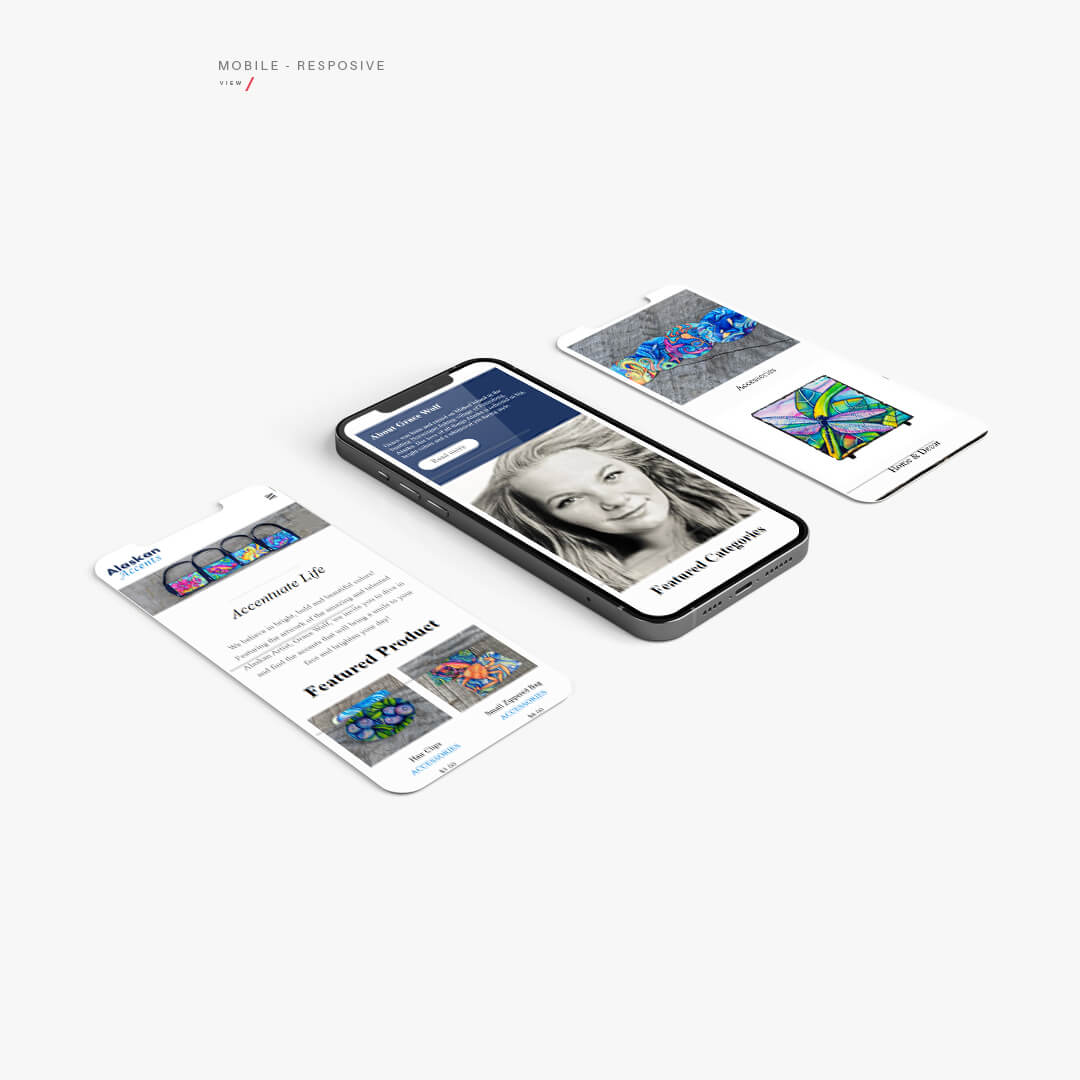 MOBILE - RESPOSIVE
VIEW
Alaskan
Accents
Accentuate Life
We believe in bright, bold and beautiful colors!
Featuring the artwork of the amazing and talented
Alaskan Artist, Grace Wolf, we invite you to dive in
and find the accents that will bring a smile to your
face and brighten your day!
Featured Product
Hair Clips
ACCESSORIES
Small Zippered Bag
ACCESSORIES
$8.00
About Grace Wolf
Read more
Featured Categories
Accessories
Home & Decor